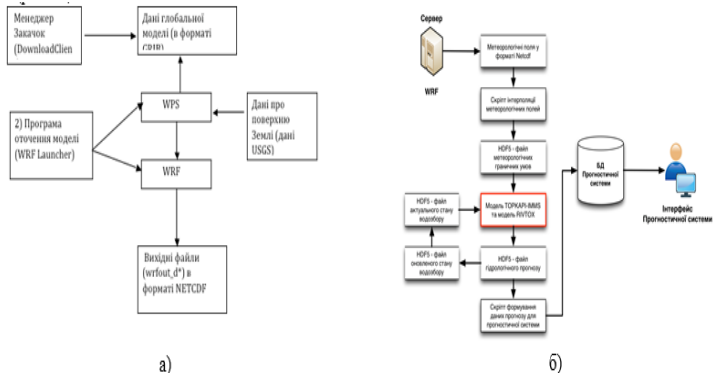 Менеджер
Закачок
(DownloadClien
Дані глобальної
моделі (в форматі
GRIB)
WPS
Дані про
поверхню
Землі (дані
USGS)
2) Програма
оточення моделі
(WRF Launcher)
WRF
Вихідні файли
(wrfout_d*) в
форматі NETCDF
а)
Сервер
WRF
Метеорологічні поля у
форматі Netcdf
Скрипт інтерполяції
метеорологічних полей
HDF5 - файл
метеорологічних
граничних умов
HDF5 - файл
актуального стану
водозбору
Модель TOPKAPI-IMMS
та модель RIVTOX
HDF5 - файл
оновленого стану
водозбору
HDF5 - файл
гідрологічного прогнозу
Скрипт формування
даних прогнозу для
прогностичної системи
БД
Прогностичної
системи
Інтерфейс
Прогностичної системи
б)